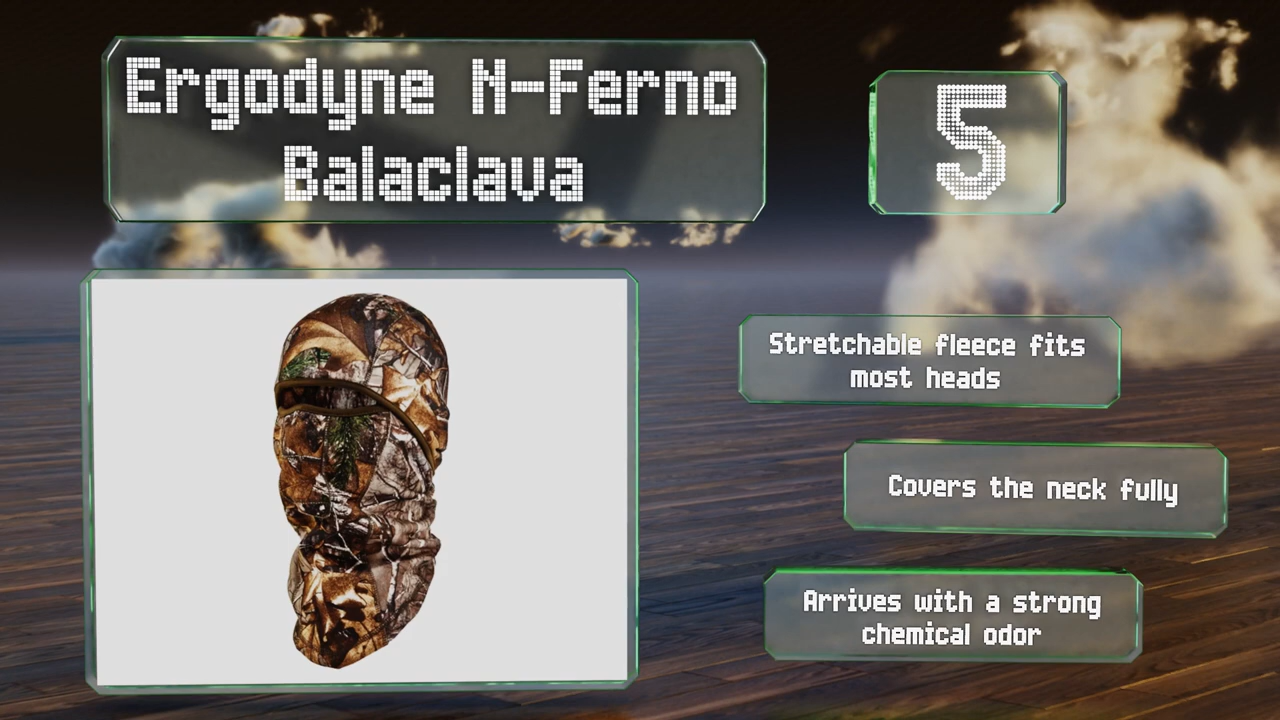 Ergodyne N-Ferno
Balaclava
5
Stretchable fleece fits
most heads
Covers the neck fully
Arrives with a strong
chemical odor